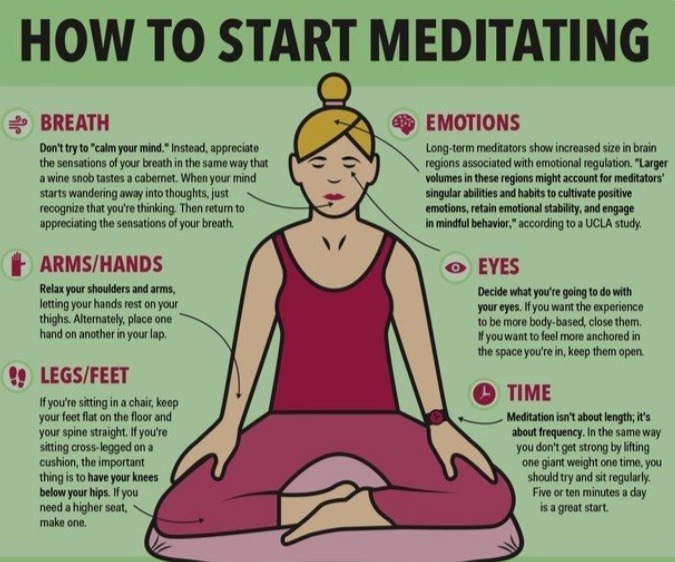 HOW TO START MEDITATING
BREATH
Don't try to "calm your mind." Instead, appreciate
the sensations of your breath in the same way that
a wine snob tastes a cabernet. When your mind
starts wandering away into thoughts, just
recognize that you're thinking. Then return to
appreciating the sensations of your breath.
ARMS/HANDS
Relax your shoulders and arms,
letting your hands rest on your
thighs. Alternately, place one
hand on another in your lap.
LEGS/FEET
If you're sitting in a chair, keep
your feet flat on the floor and
your spine straight. If you're
sitting cross-legged on a
cushion, the important
thing is to have your knees
below your hips. If you
need a higher seat,
make one.
EMOTIONS
Long-term meditators show increased size in brain
regions associated with emotional regulation. "Larger
volumes in these regions might account for meditators'
singular abilities and habits to cultivate positive
emotions, retain emotional stability, and engage
in mindful behavior," according to a UCLA study.
EYES
Decide what you're going to do with
your eyes. If you want the experience
to be more body-based, close them.
If you want to feel more anchored in
the space you're in, keep them open.
TIME
Meditation isn't about length; it's
about frequency. In the same way
you don't get strong by lifting
one giant weight one time, you
should try and sit regularly.
Five or ten minutes a day
is a great start.